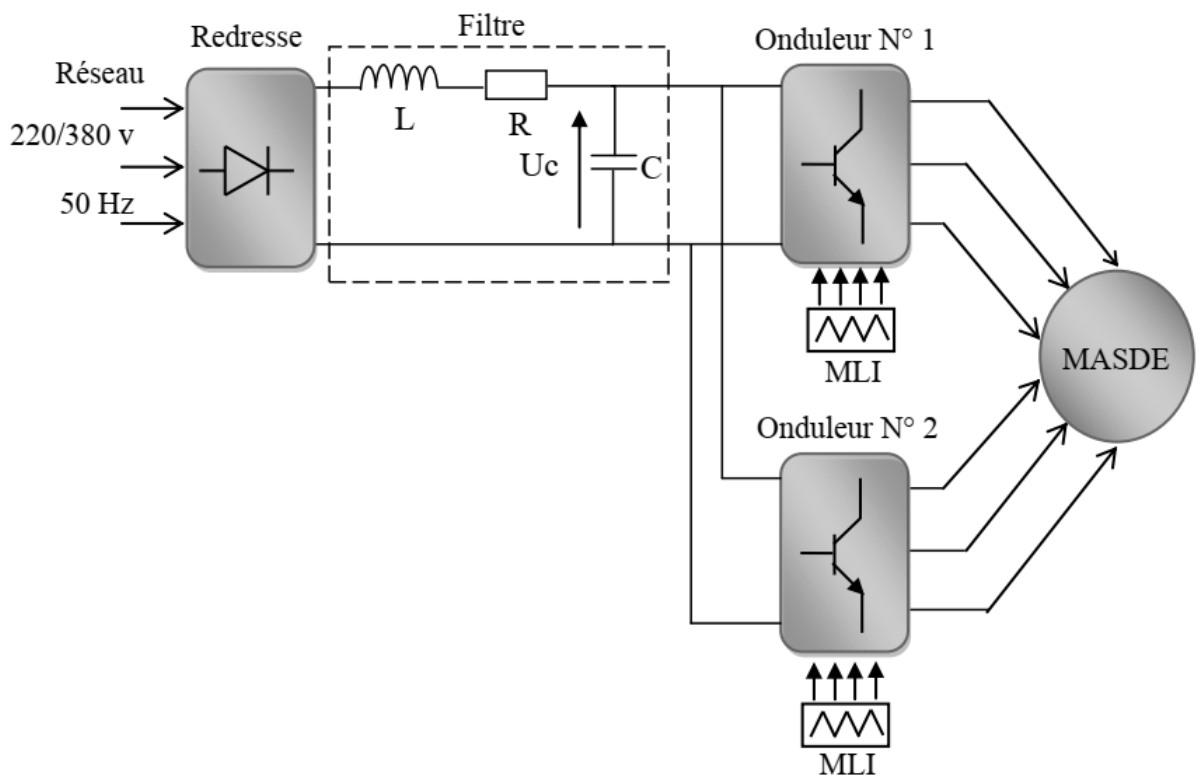 Filtre
Redresse
Onduleur N° 1
Réseau
220/380 v
50 Hz
L
R
Uc
C
MLI
MASDE
Onduleur N° 2
MLI